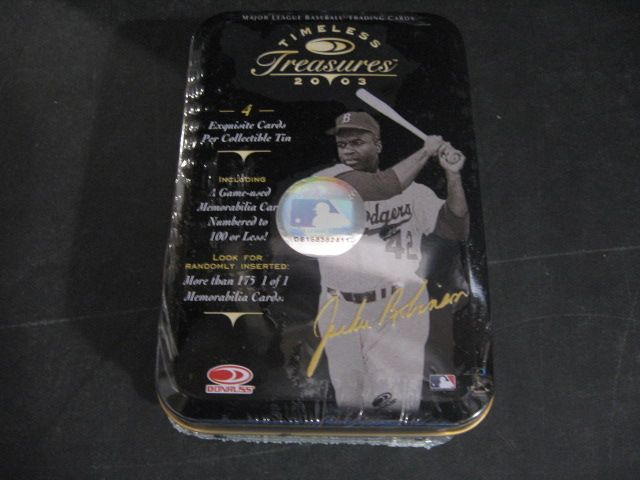 MAJOR LEAGUE BASEBALL TRADING CARDS
TIMELESS
Treasures
2003
4
Exquisite Cards
Per Collectible Tin
INCLUDING
A Game-used
Memorabilia Card
Numbered to
100 or Less!
LOOK FOR
RANDOMLY INSERTED:
More than 175 1 of 1
Memorabilia Cards.
B
Dodgers
42
Jackie Robinson
DONRUSS